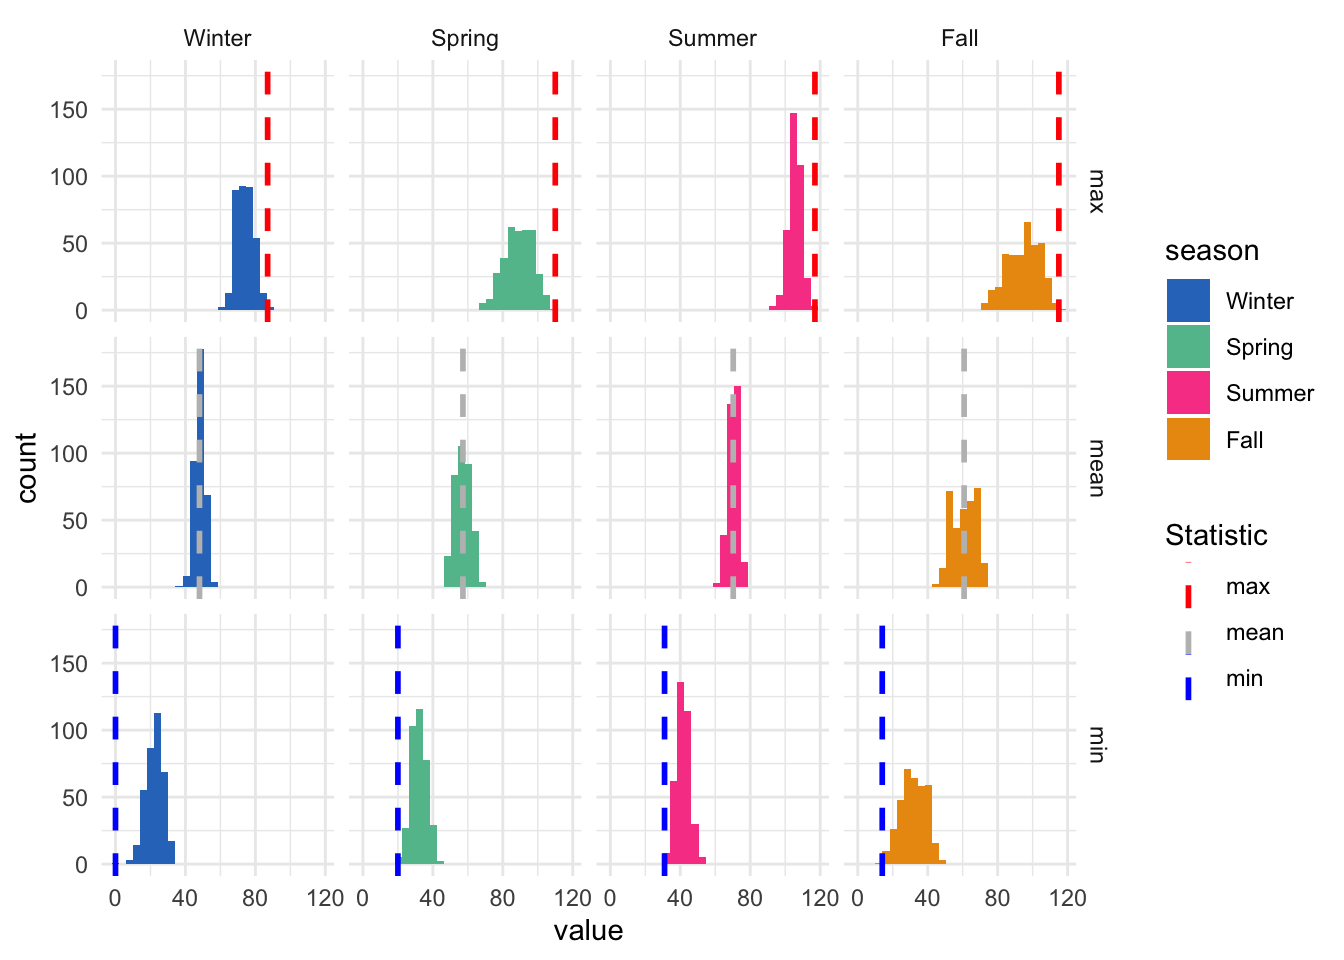 Winter Spring Summer Fall
150
100
50
0
max
150
100
50
0
mean
150
100
50
0
min
0 40 80 120 0 40 80 120 0 40 80 120 0 40 80 120
value
count
season
Winter
Spring
Summer
Fall
Statistic
max
mean
min